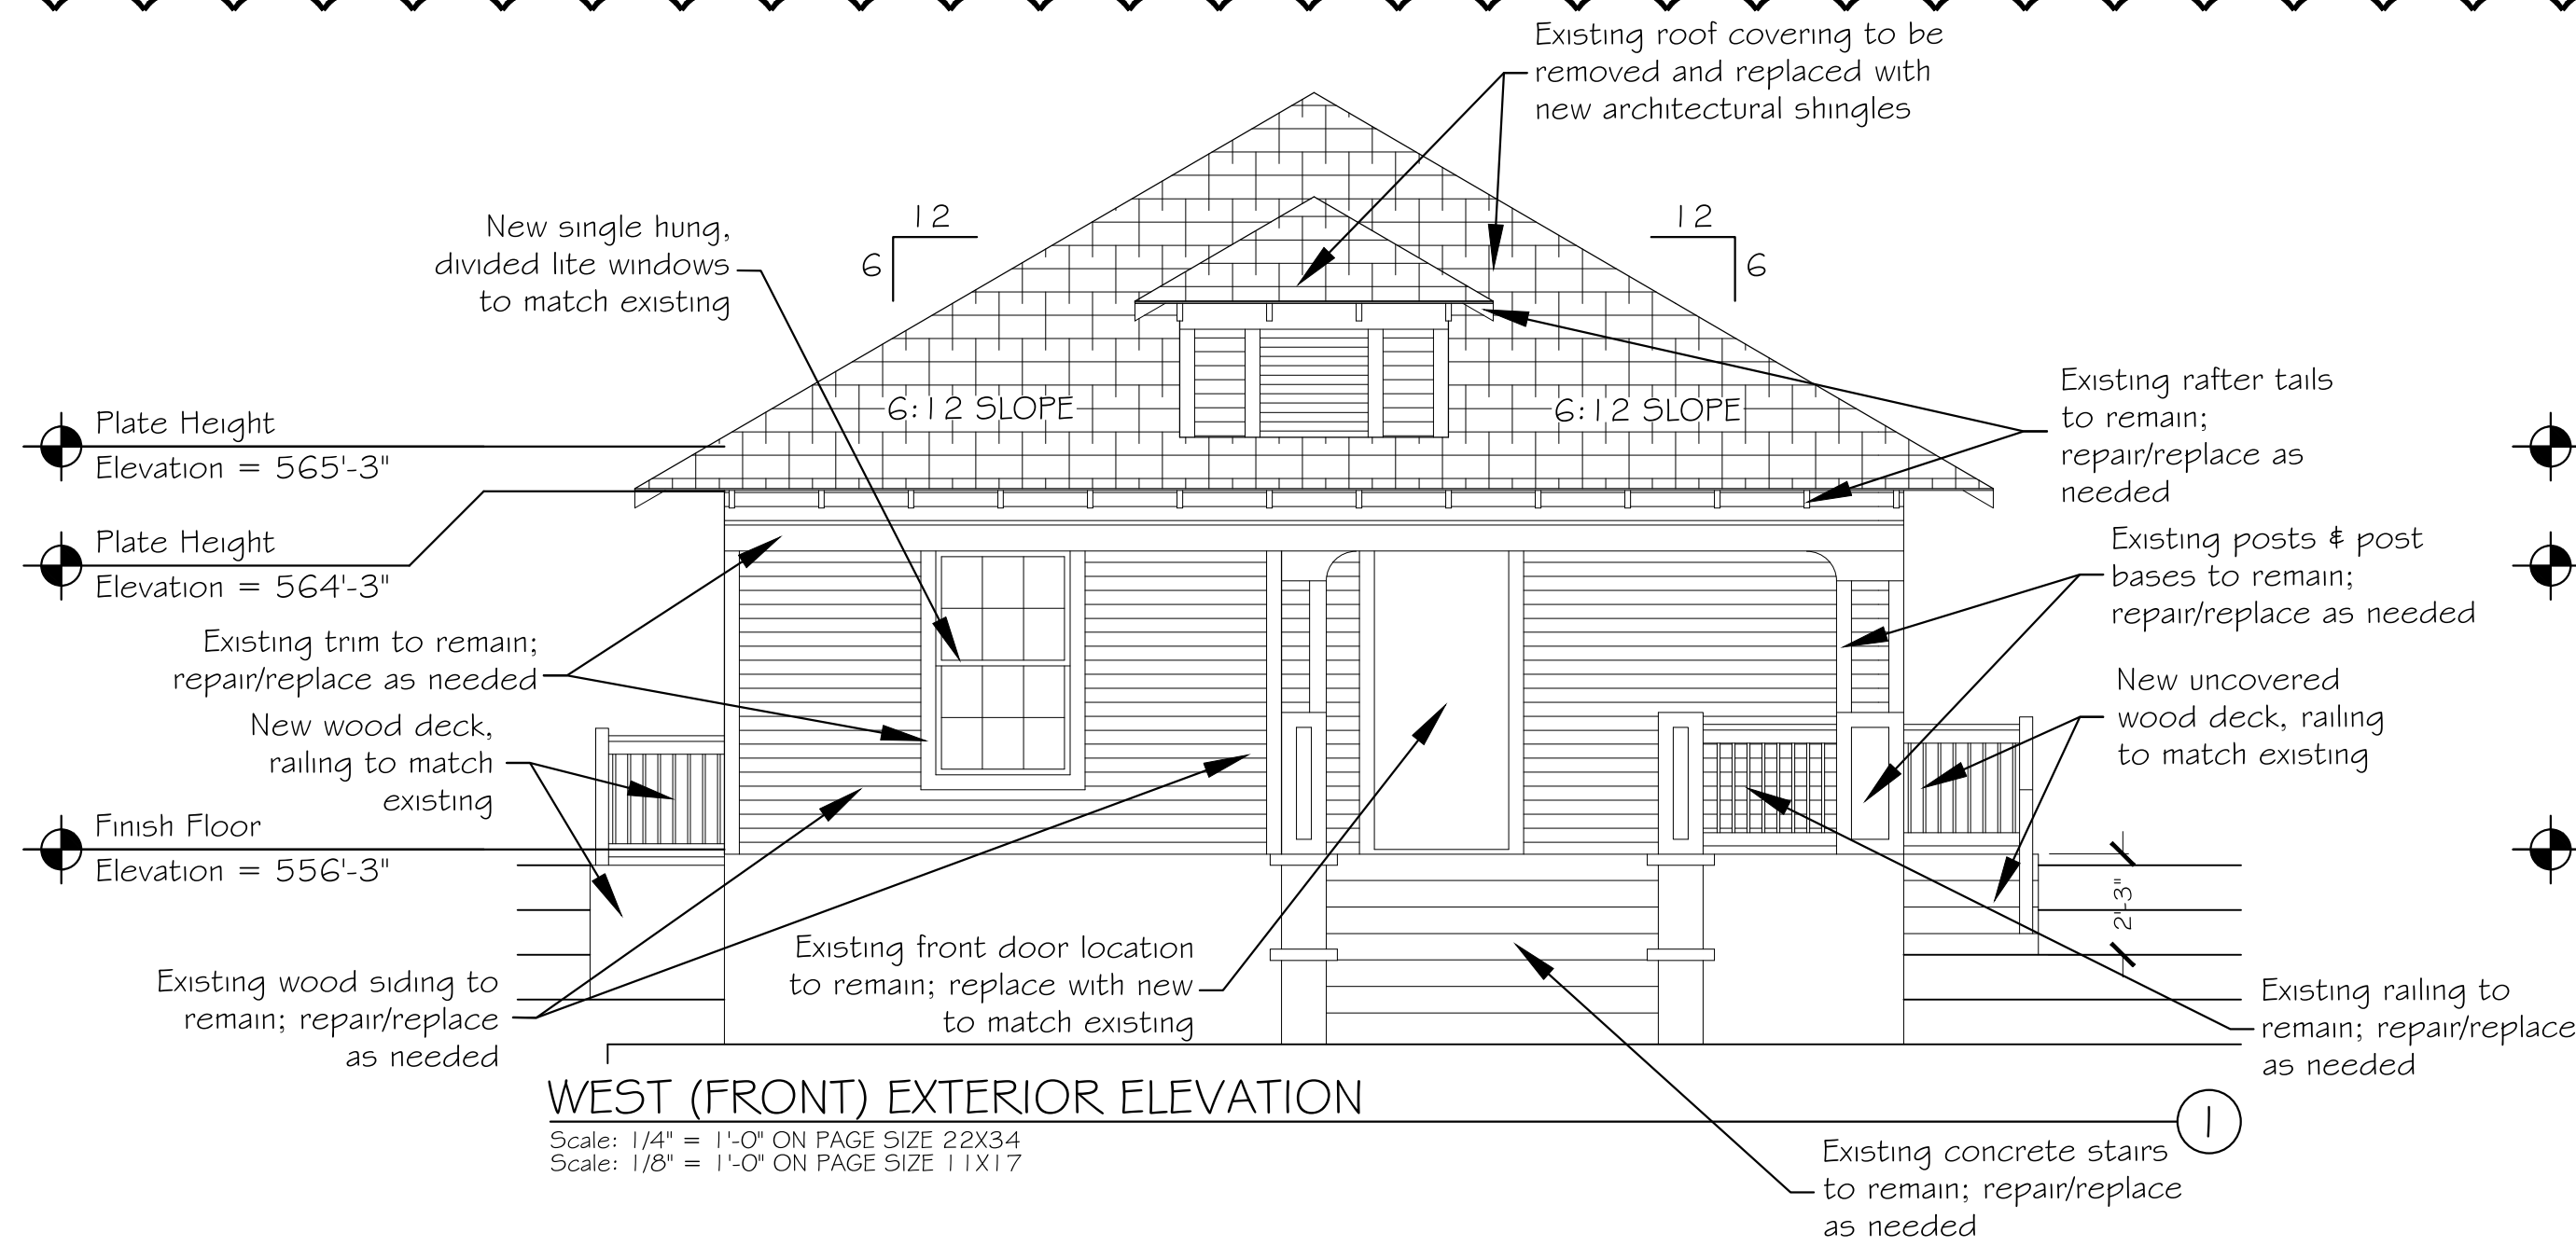 Existing roof covering to be
removed and replaced with
new architectural shingles
12
6
12
6
New single hung,
divided lite windows
to match existing
6:12 SLOPE
6:12 SLOPE
Plate Height
Elevation = 565'-3"
Plate Height
Elevation = 564'-3"
Existing rafter tails
to remain;
repair/replace as
needed
Existing posts & post
bases to remain;
repair/replace as needed
Existing trim to remain;
repair/replace as needed
New uncovered
wood deck, railing
to match existing
New wood deck,
railing to match
existing
Finish Floor
Elevation = 556'-3"
2'-3"
Existing wood siding to
remain; repair/replace
as needed
Existing front door location
to remain; replace with new
to match existing
Existing railing to
remain; repair/replace
as needed
WEST (FRONT) EXTERIOR ELEVATION
1
Scale: 1/4" = 1'-0" ON PAGE SIZE 22X34
Scale: 1/8" = 1'-0" ON PAGE SIZE 11X17
Existing concrete stairs
to remain; repair/replace
as needed